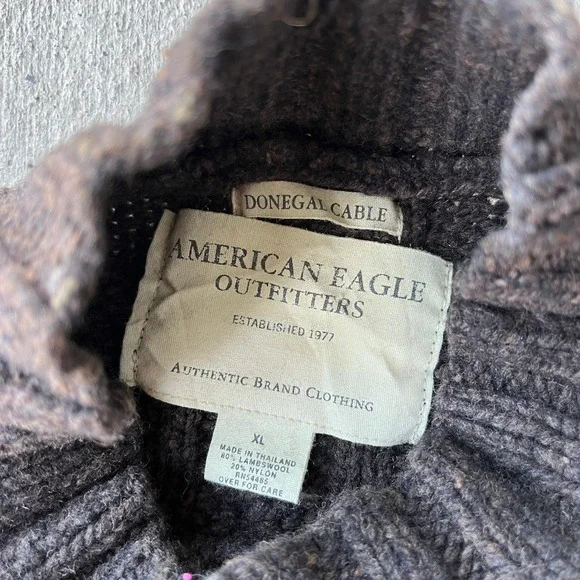 DONEGAL CABLE
AMERICAN EAGLE
OUTFITTERS
ESTABLISHED 1977
AUTHENTIC BRAND CLOTHING
XL
MADE IN THAILAND
80% LAMBSWOOL
20% NYLON
RN54485
OVER FOR CARE